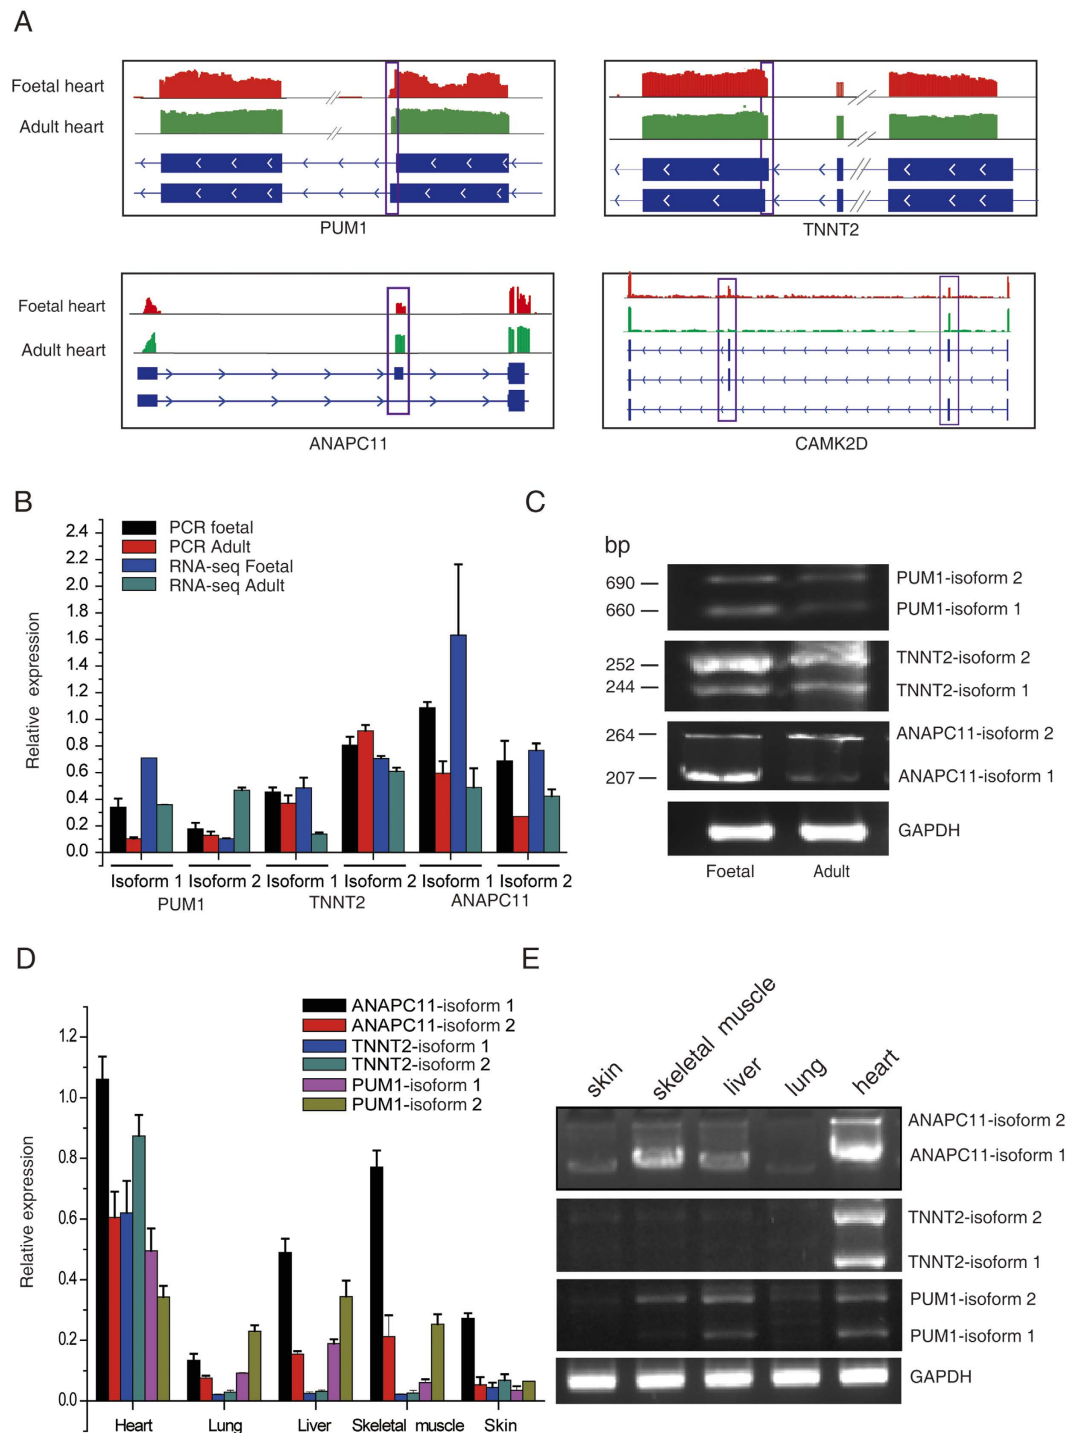 A
Foetal heart
Adult heart
PUM1
TNNT2
Foetal heart
Adult heart
ANAPC11
CAMK2D
B
PCR foetal
PCR Adult
RNA-seq Foetal
RNA-seq Adult
Relative expression
2.4
2.2
2.0
1.8
1.6
1.4
1.2
1.0
0.8
0.6
0.4
0.2
0.0
Isoform 1 Isoform 2 Isoform 1 Isoform 2 Isoform 1 Isoform 2
PUM1 TNNT2 ANAPC11
C
bp
690
660
PUM1-isoform 2
PUM1-isoform 1
252
244
TNNT2-isoform 2
TNNT2-isoform 1
264
207
ANAPC11-isoform 2
ANAPC11-isoform 1
GAPDH
Foetal Adult
D
ANAPC11-isoform 1
ANAPC11-isoform 2
TNNT2-isoform 1
TNNT2-isoform 2
PUM1-isoform 1
PUM1-isoform 2
Relative expression
1.2
1.0
0.8
0.6
0.4
0.2
0.0
Heart Lung Liver Skeletal muscle Skin
E
skin
skeletal muscle
liver
lung
heart
ANAPC11-isoform 2
ANAPC11-isoform 1
TNNT2-isoform 2
TNNT2-isoform 1
PUM1-isoform 2
PUM1-isoform 1
GAPDH